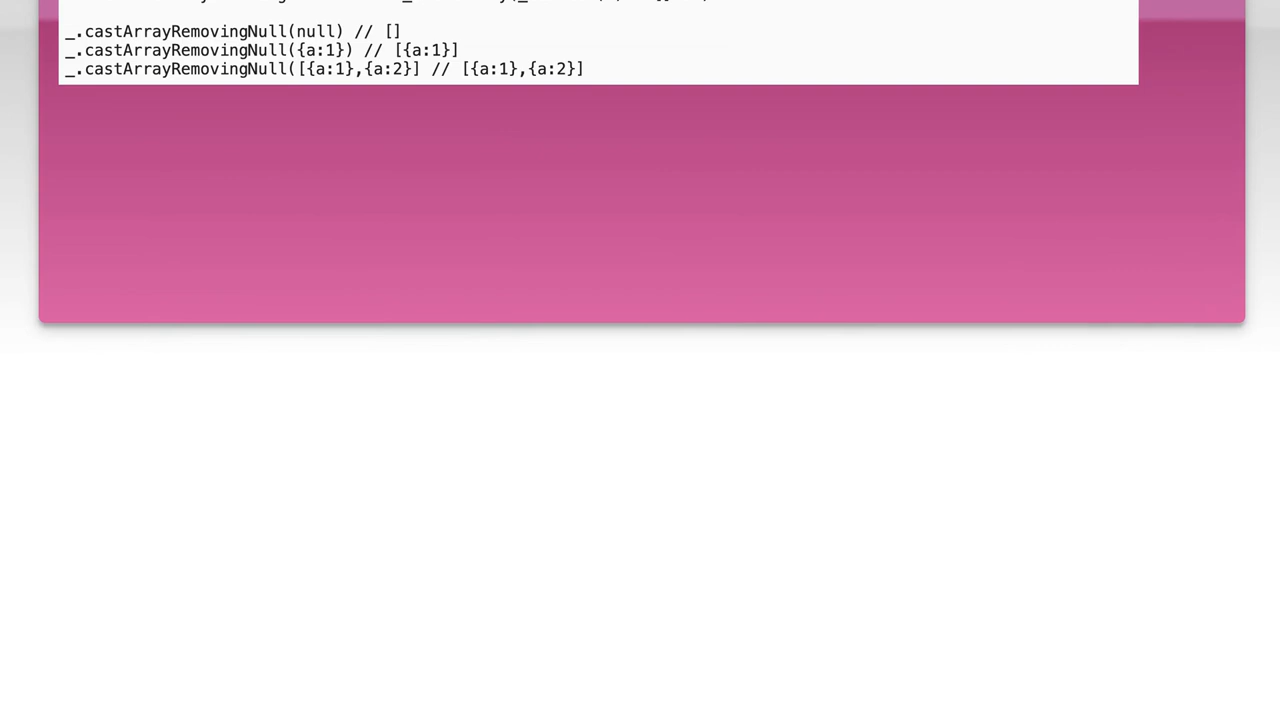 _.castArrayRemovingNull(null) // []
_.castArrayRemovingNull({a:1}) // [{a:1}]
_.castArrayRemovingNull([{a:1},{a:2}] // [{a:1},{a:2}]